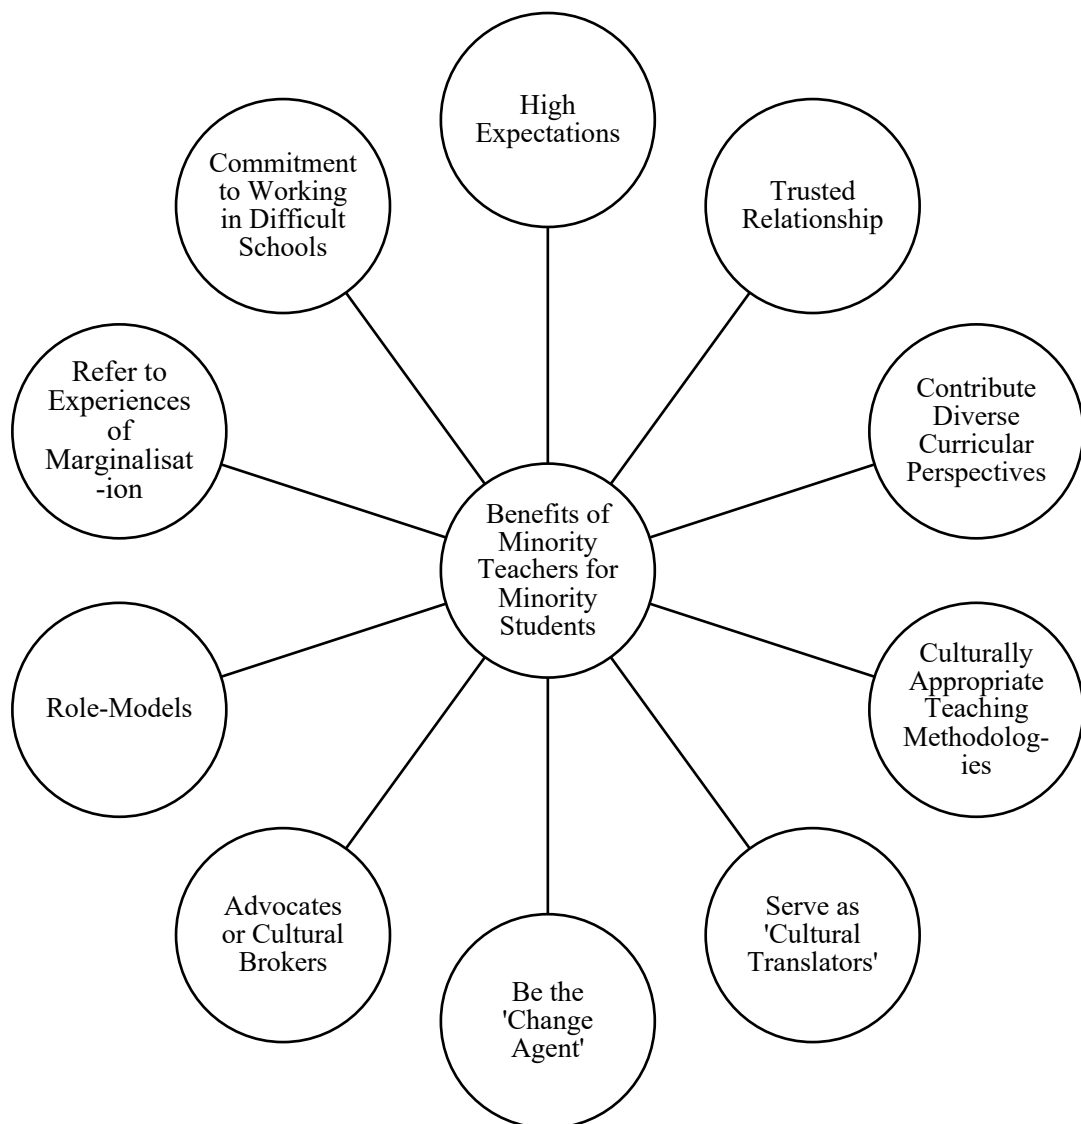 High
Expectations
Trusted
Relationship
Contribute
Diverse
Curricular
Perspectives
Culturally
Appropriate
Teaching
Methodolog-
ies
Serve as
'Cultural
Translators'
Be the
'Change
Agent'
Advocates
or Cultural
Brokers
Role-Models
Refer to
Experiences
of
Marginalisat
-ion
Commitment
to Working
in Difficult
Schools
Benefits of
Minority
Teachers for
Minority
Students